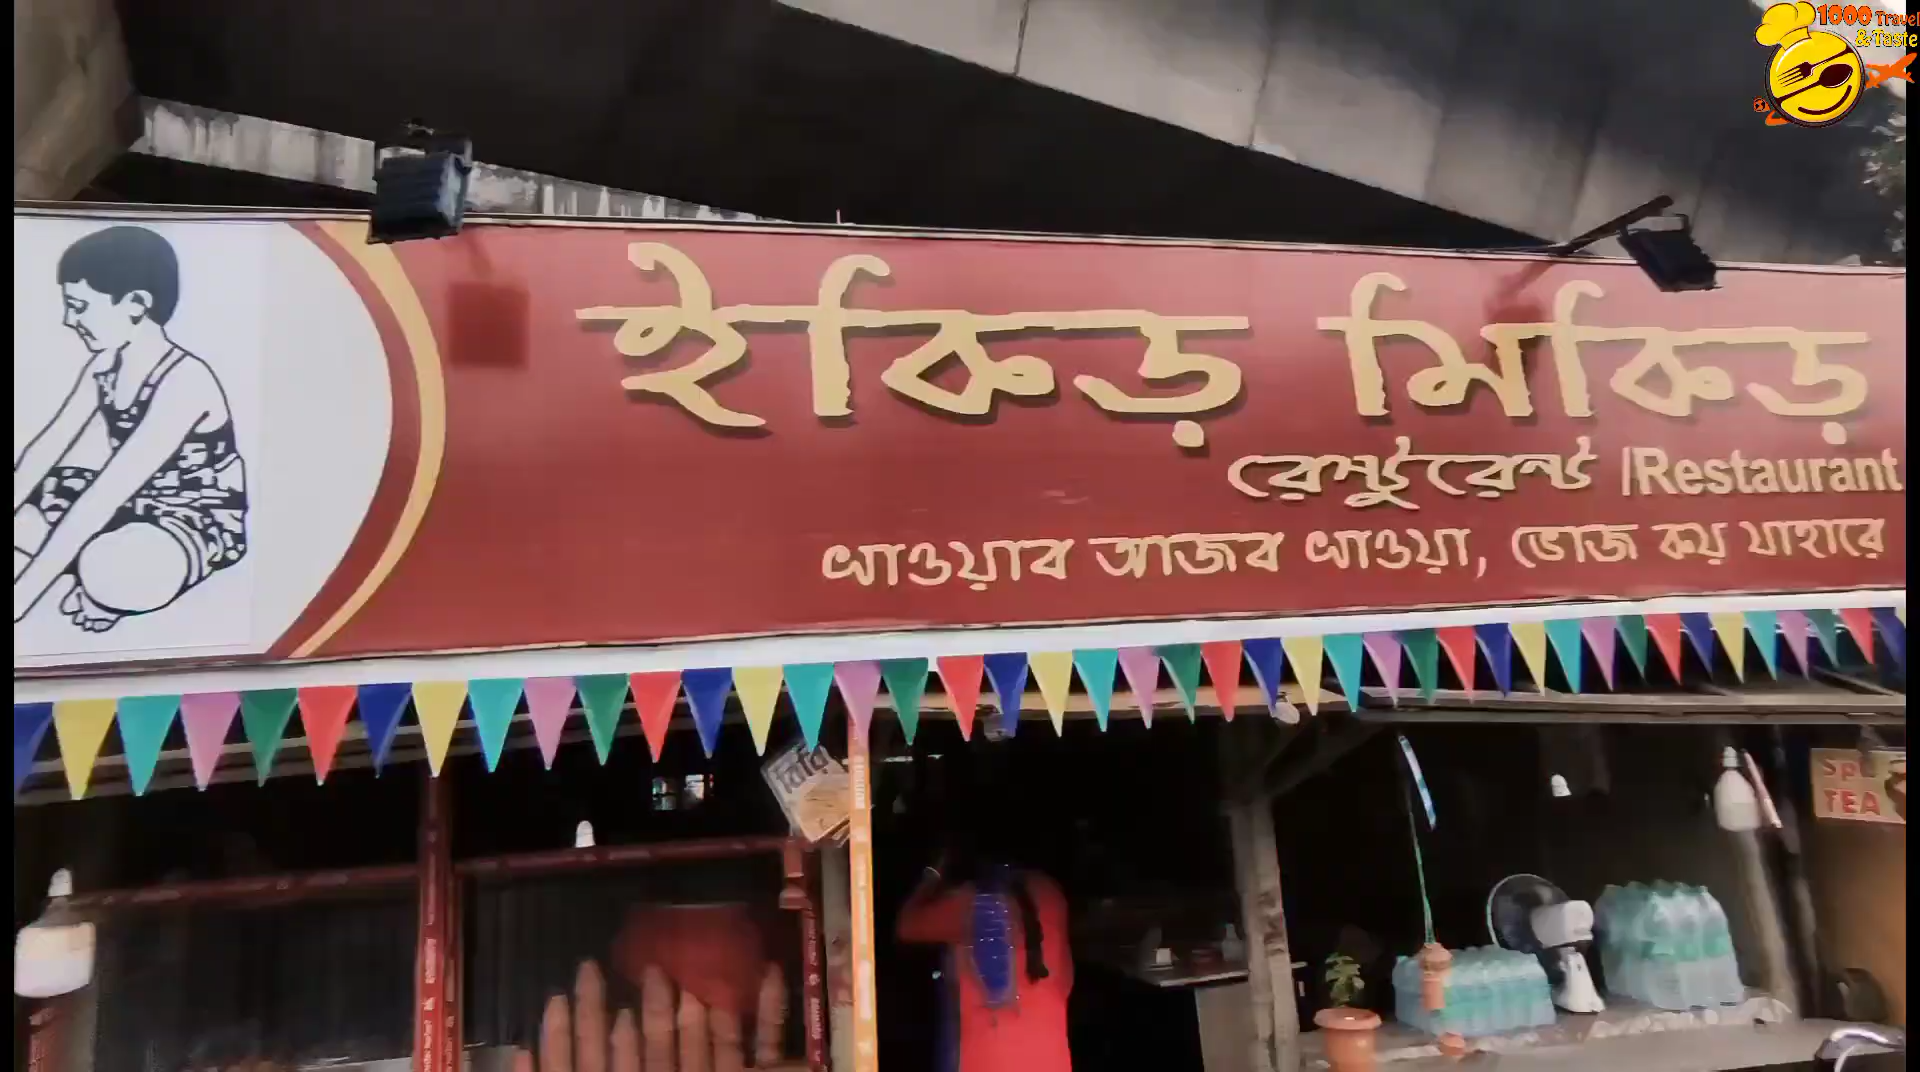 1000 Travel
& Taste
ইকিড় মিকিড়
রেস্টুরেন্ট /Restaurant
খাওয়াব আজব খাওয়া, ভোজ কয় যাহারে
TEA